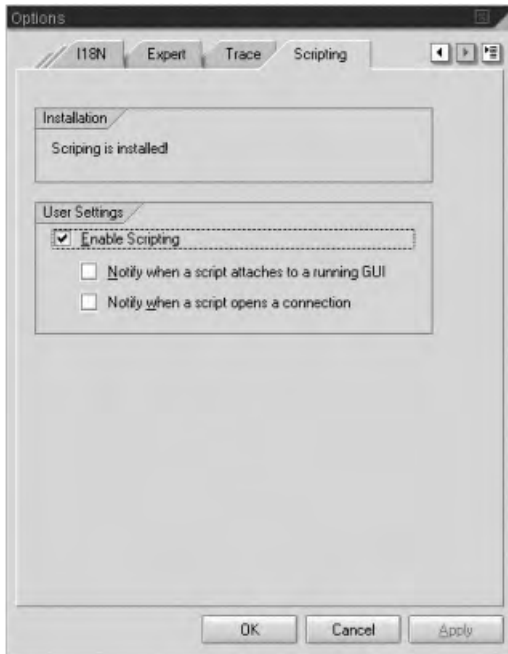 Options
I18N Expert Trace Scripting
Installation
Scriping is installed!
User Settings
Enable Scripting
Notify when a script attaches to a running GUI
Notify when a script opens a connection
OK Cancel Apply